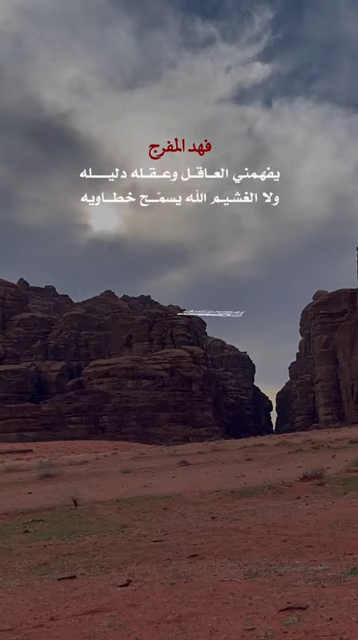 فهد المفرج
يفهمني العاقل وعقله دليله
ولا الغشيم الله يسمّح خطاويه